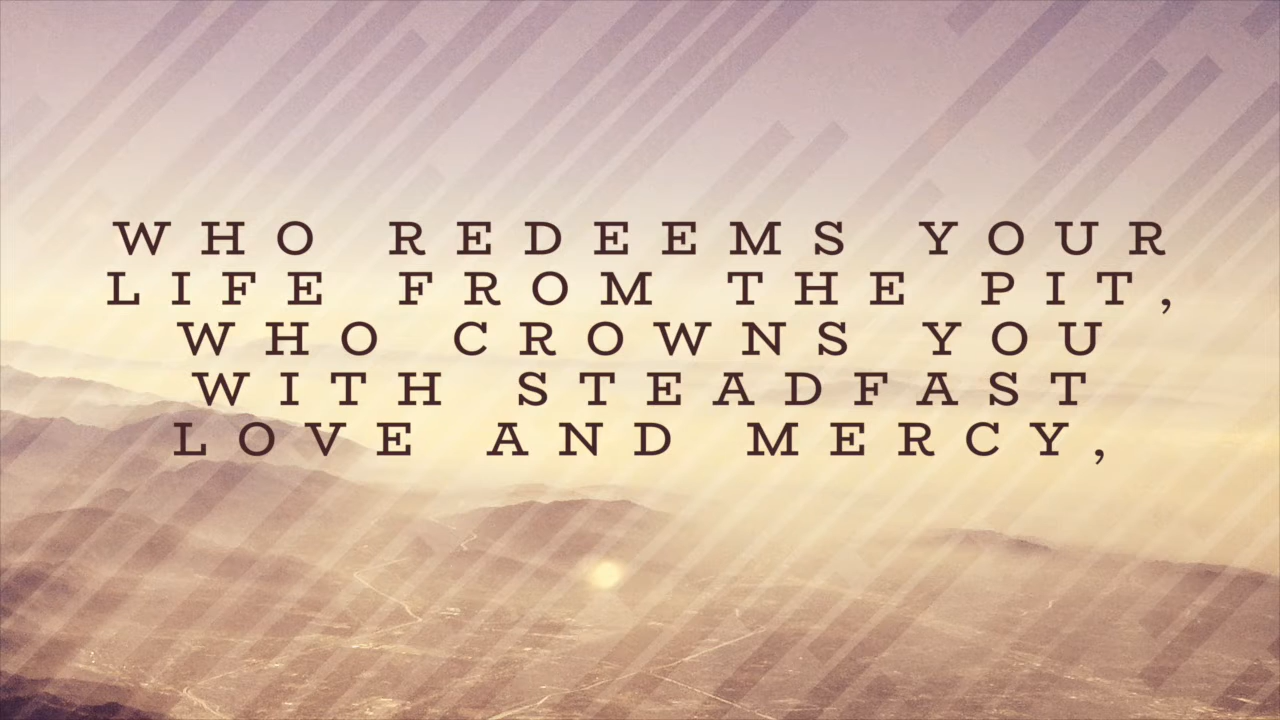 WHO REDEEMS YOUR
LIFE FROM THE PIT,
WHO CROWNS YOU
WITH STEADFAST
LOVE AND MERCY,